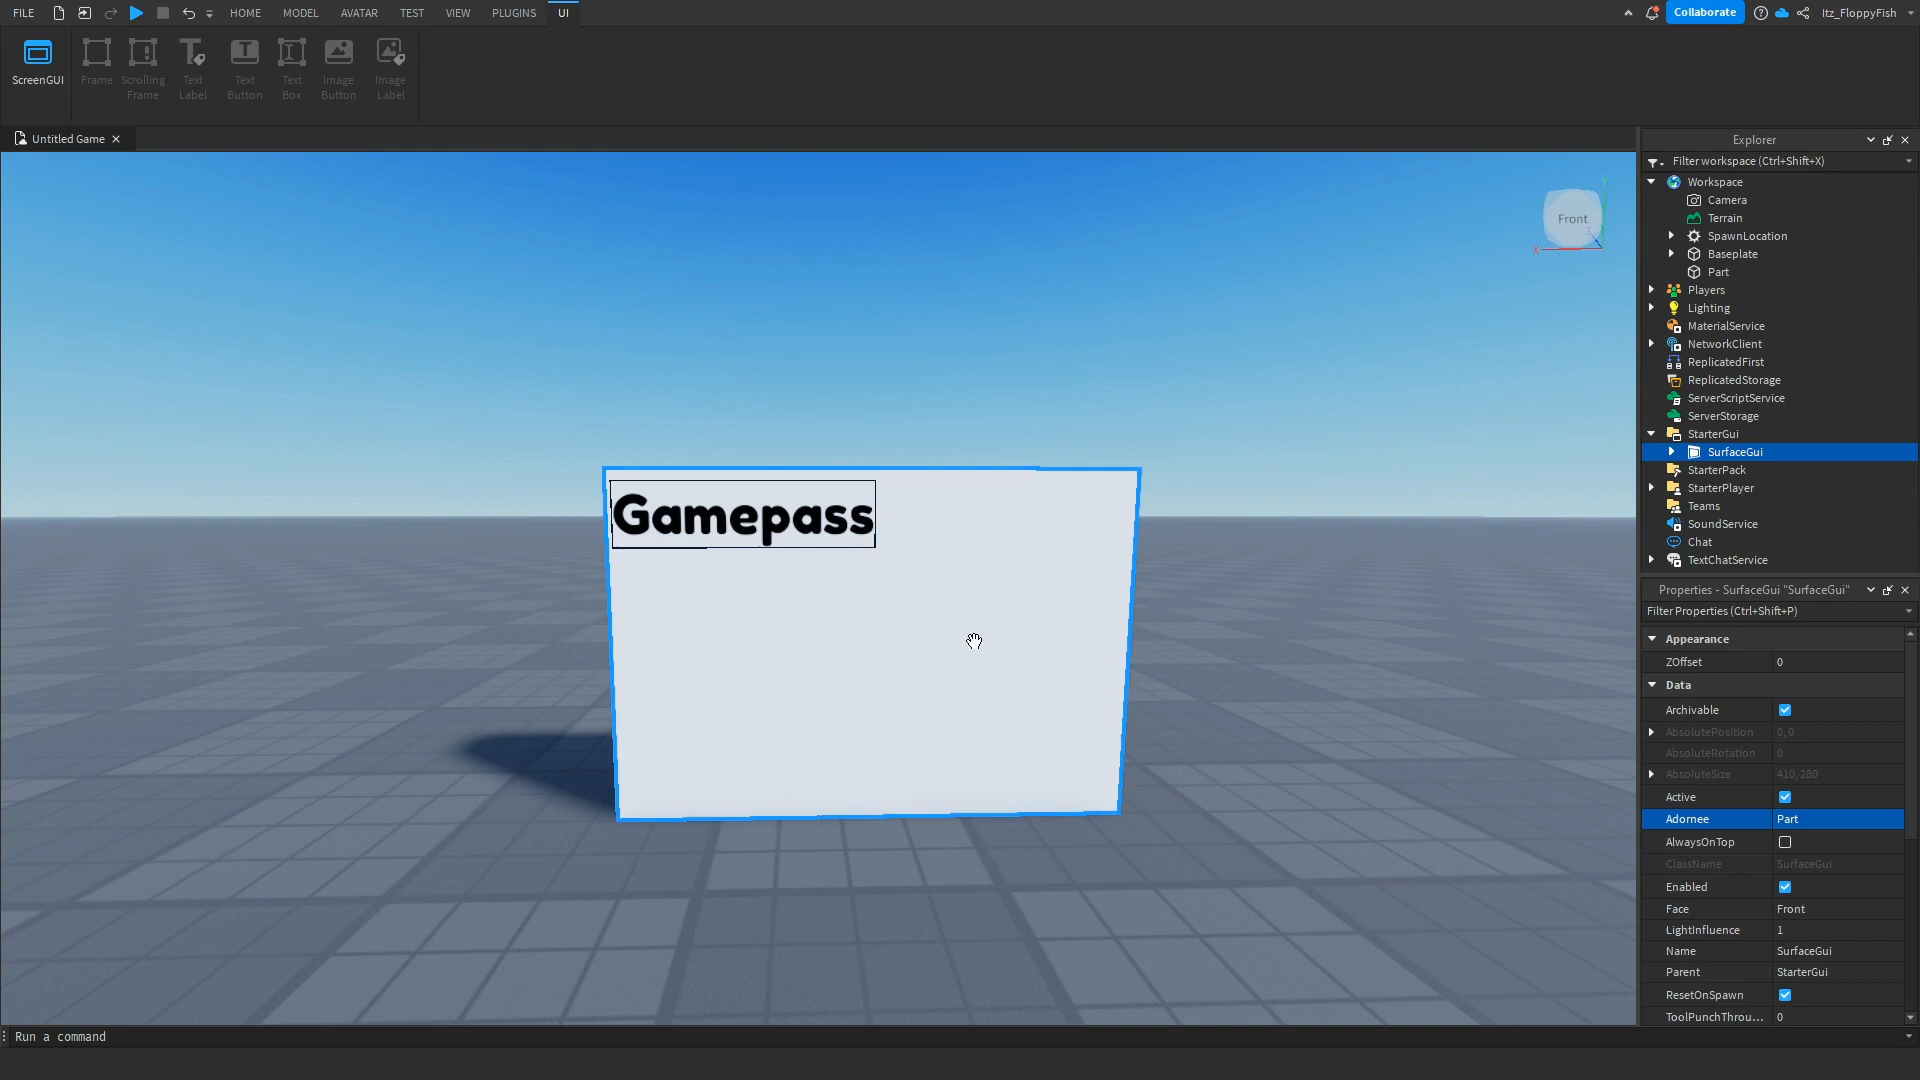 FILE HOME MODEL AVATAR TEST VIEW PLUGINS UI Collaborate Itz_FloppyFish
ScreenGUI
Frame
Scrolling
Frame
Text
Label
Text
Button
Text
Box
Image
Button
Image
Label
Untitled Game
Front
X
Y
Z
Gamepass
Explorer
Filter workspace (Ctrl+Shift+X)
Workspace
Camera
Terrain
SpawnLocation
Baseplate
Part
Players
Lighting
MaterialService
NetworkClient
ReplicatedFirst
ReplicatedStorage
ServerScriptService
ServerStorage
StarterGui
SurfaceGui
StarterPack
StarterPlayer
Teams
SoundService
Chat
TextChatService
Properties - SurfaceGui "SurfaceGui"
Filter Properties (Ctrl+Shift+P)
Appearance
ZOffset 0
Data
Archivable
AbsolutePosition 0, 0
AbsoluteRotation 0
AbsoluteSize 410, 280
Active
Adornee Part
AlwaysOnTop
ClassName SurfaceGui
Enabled
Face Front
LightInfluence 1
Name SurfaceGui
Parent StarterGui
ResetOnSpawn
ToolPunchThrou... 0
Run a command